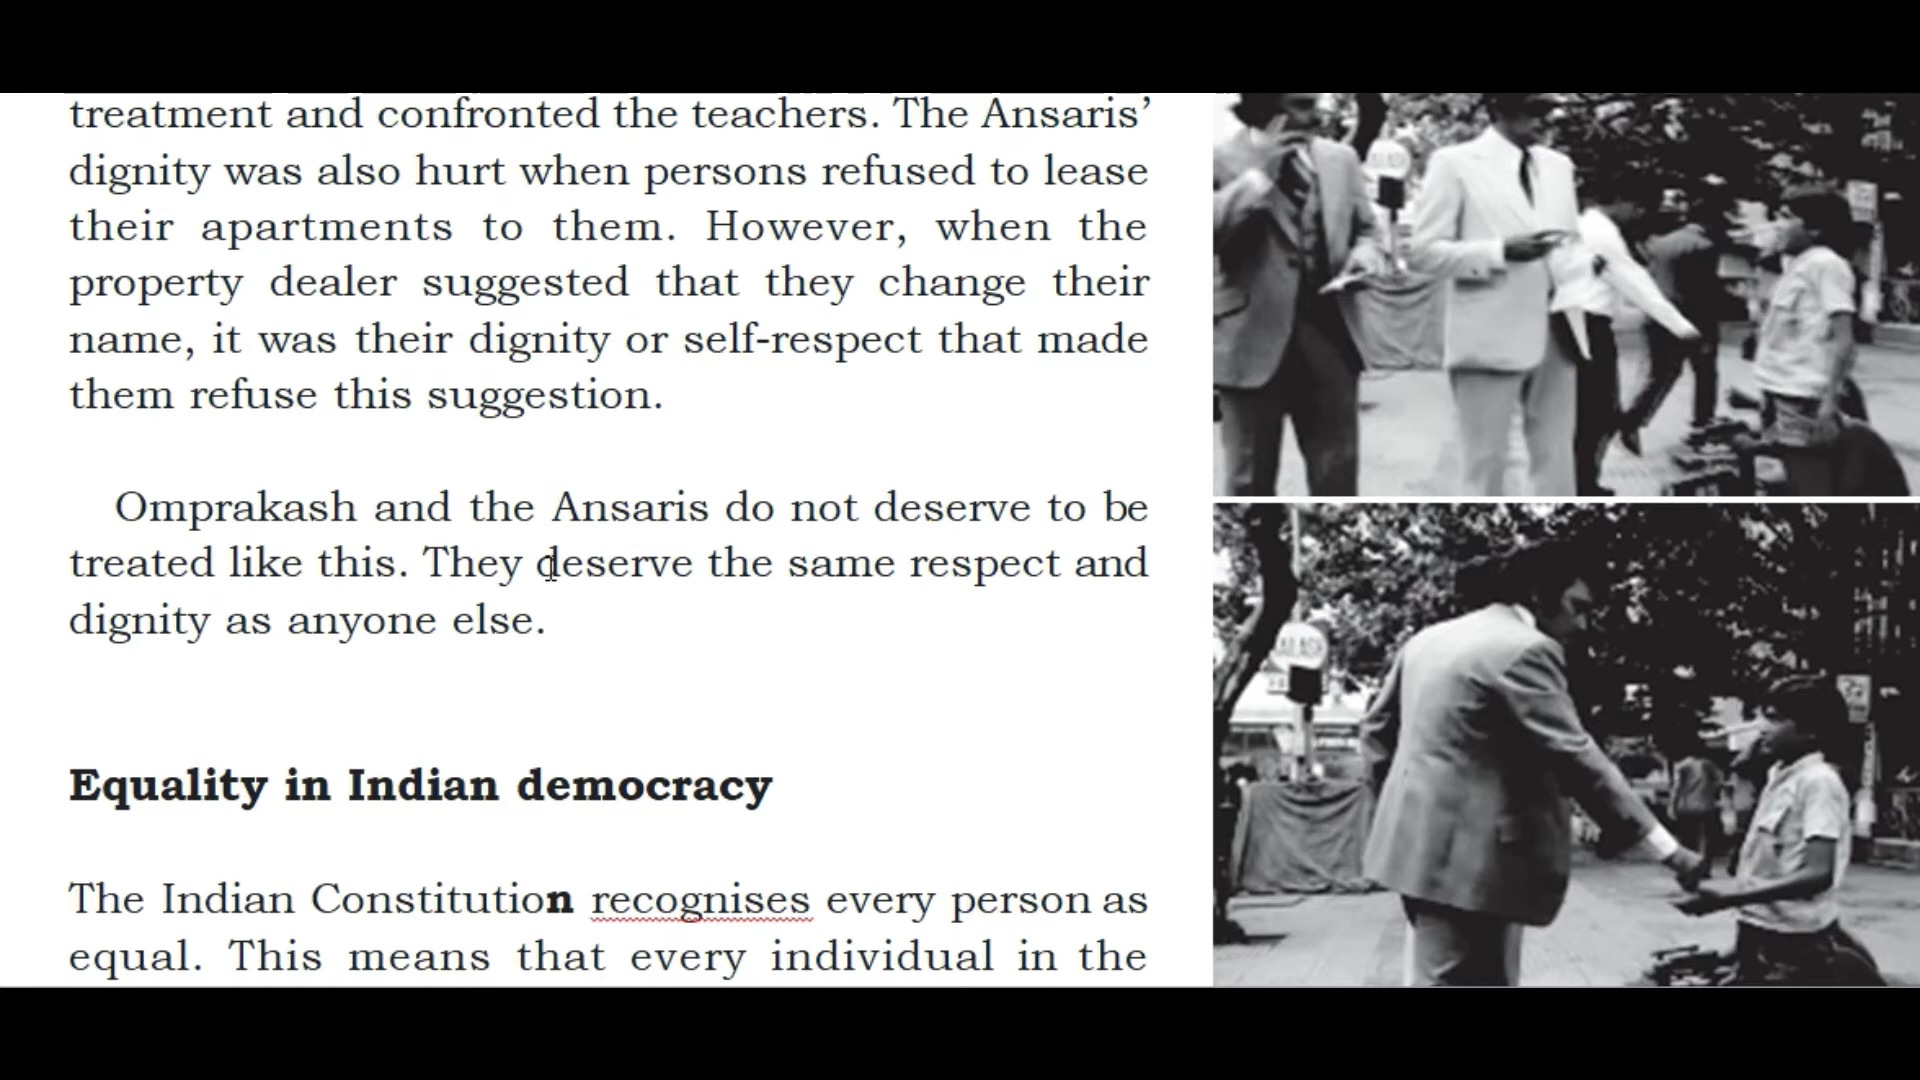 treatment and confronted the teachers. The Ansaris’
dignity was also hurt when persons refused to lease
their apartments to them. However, when the
property dealer suggested that they change their
name, it was their dignity or self-respect that made
them refuse this suggestion.
Omprakash and the Ansaris do not deserve to be
treated like this. They deserve the same respect and
dignity as anyone else.
Equality in Indian democracy
The Indian Constitution recognises every person as
equal. This means that every individual in the